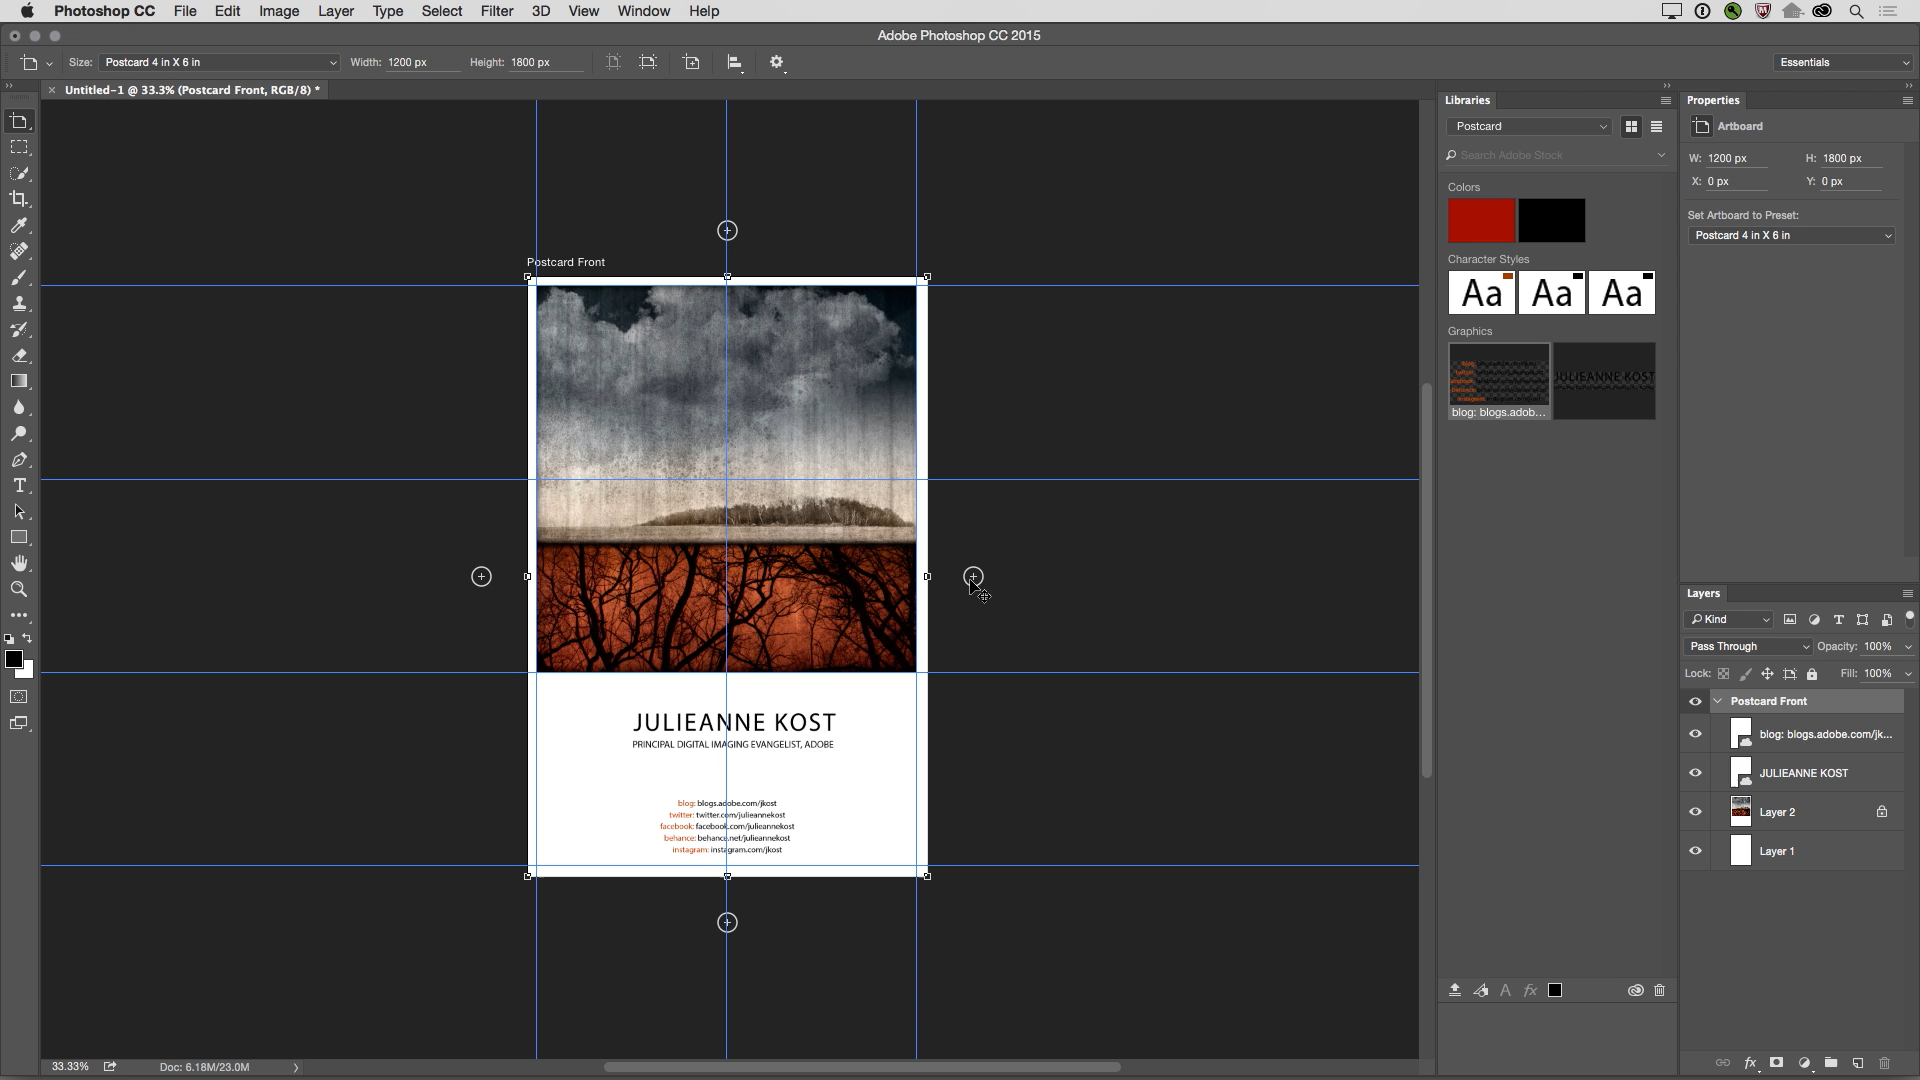 Photoshop CC File Edit Image Layer Type Select Filter 3D View Window Help
Adobe Photoshop CC 2015
Size: Postcard 4 in X 6 in Width: 1200 px Height: 1800 px Essentials
Untitled-1 @ 33.3% (Postcard Front, RGB/8) *
Libraries
Postcard
Search Adobe Stock
Colors
Character Styles
Aa Aa Aa
Graphics
JULIEANNE KOST
blog: blogs.adob...
Properties
Artboard
W: 1200 px H: 1800 px
X: 0 px Y: 0 px
Set Artboard to Preset:
Postcard 4 in X 6 in
Postcard Front
JULIEANNE KOST
PRINCIPAL DIGITAL IMAGING EVANGELIST, ADOBE
blog: blogs.adobe.com/jkost
twitter: twitter.com/julieannekost
facebook: facebook.com/julieannekost
behance: behance.net/julieannekost
instagram: instagram.com/jkost
Layers
Kind
Pass Through Opacity: 100%
Lock: Fill: 100%
Postcard Front
blog: blogs.adobe.com/jk...
JULIEANNE KOST
Layer 2
Layer 1
33.33% Doc: 6.18M/23.0M